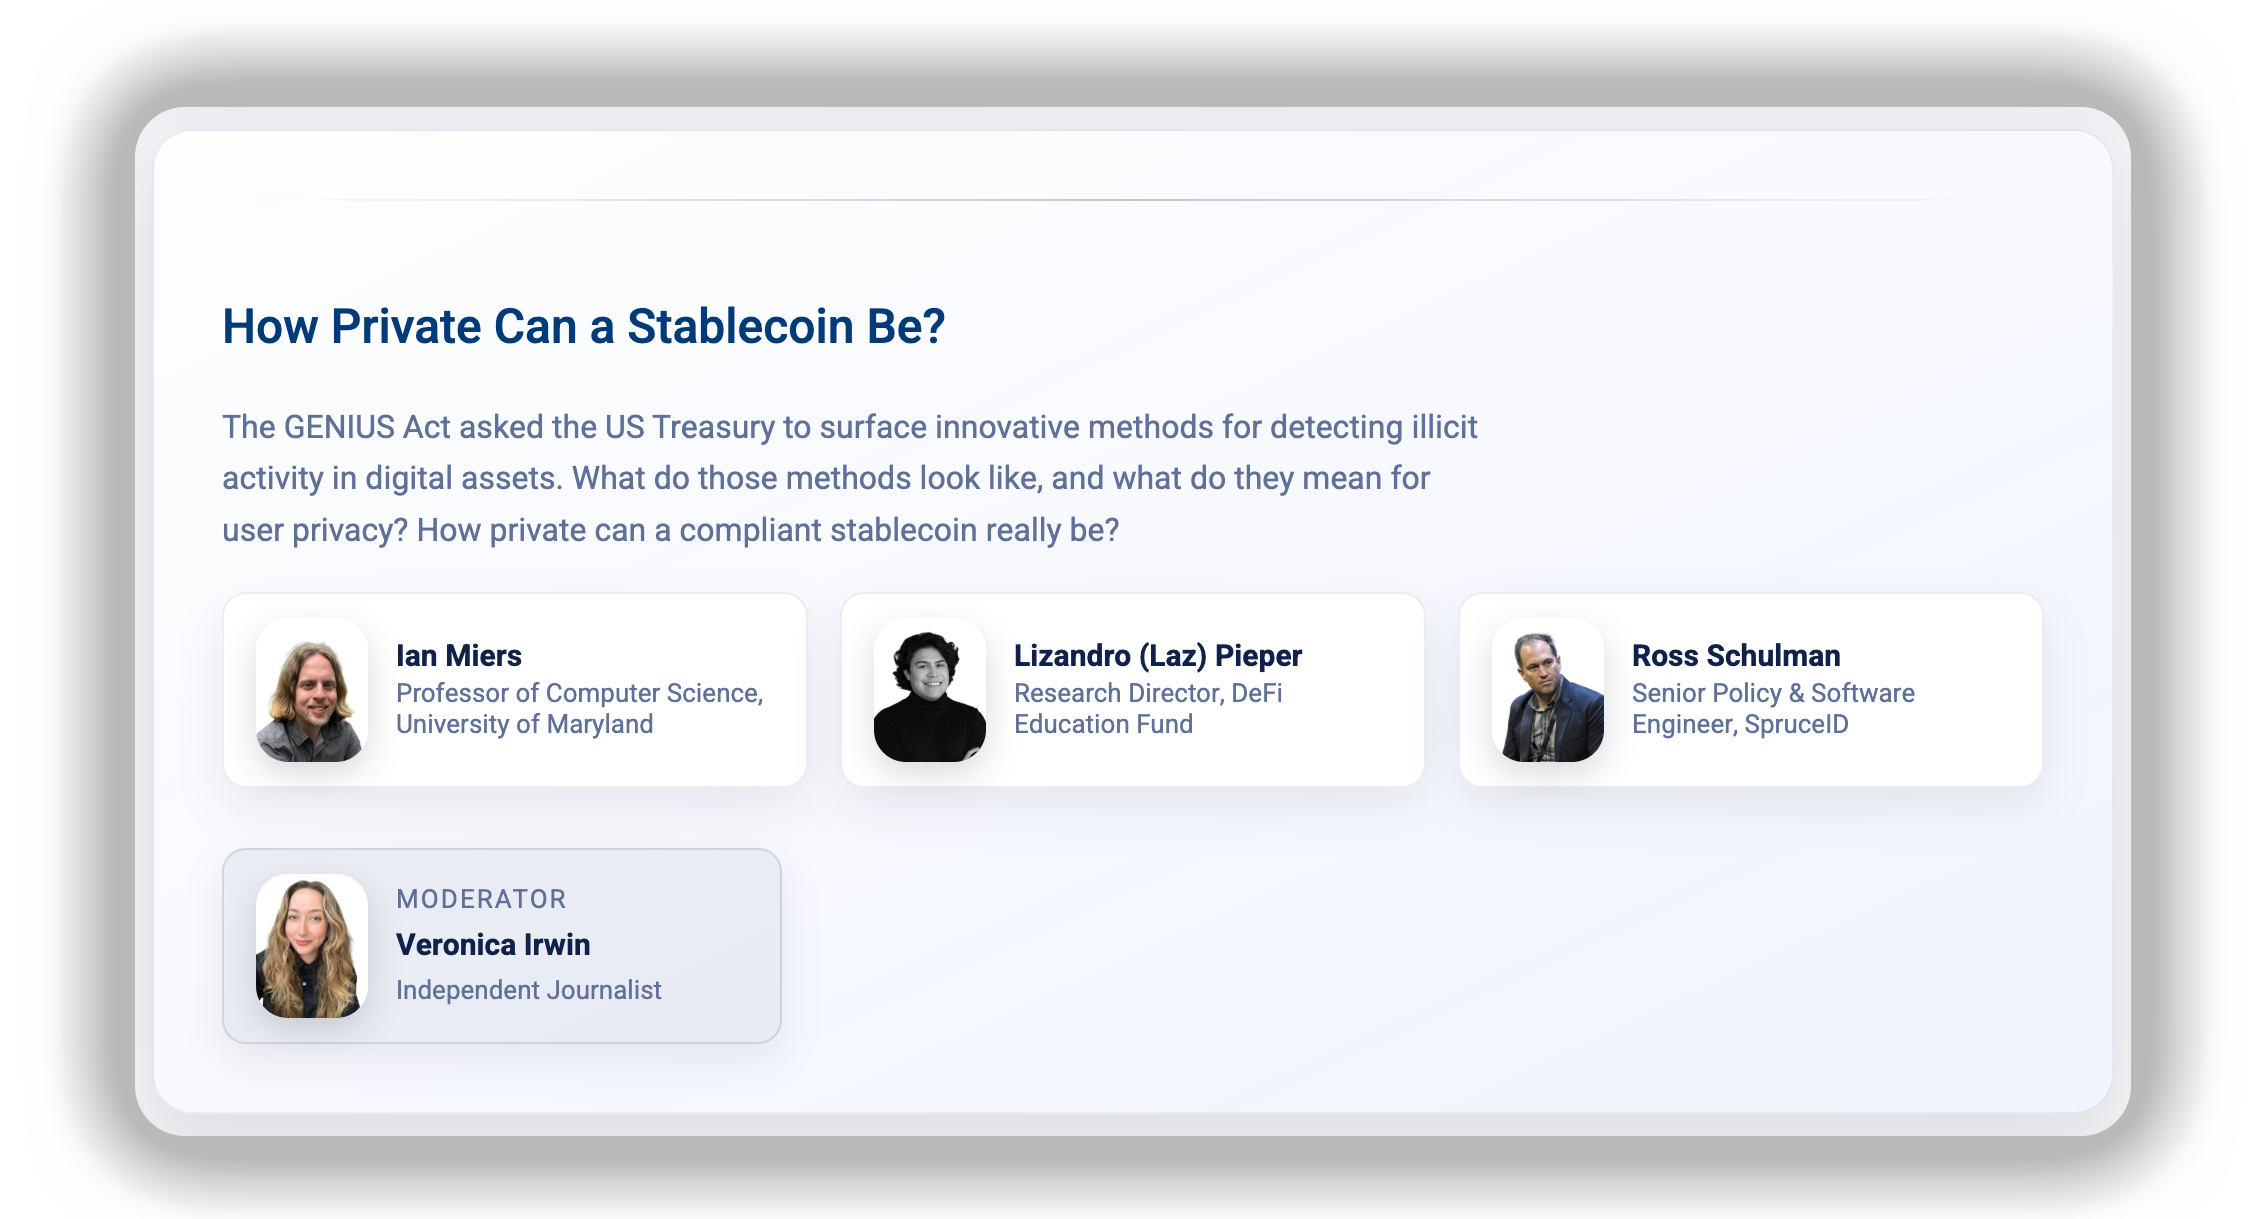 How Private Can a Stablecoin Be?
The GENIUS Act asked the US Treasury to surface innovative methods for detecting illicit
activity in digital assets. What do those methods look like, and what do they mean for
user privacy? How private can a compliant stablecoin really be?
Ian Miers
Professor of Computer Science,
University of Maryland
Lizandro (Laz) Pieper
Research Director, DeFi
Education Fund
Ross Schulman
Senior Policy & Software
Engineer, SpruceID
MODERATOR
Veronica Irwin
Independent Journalist